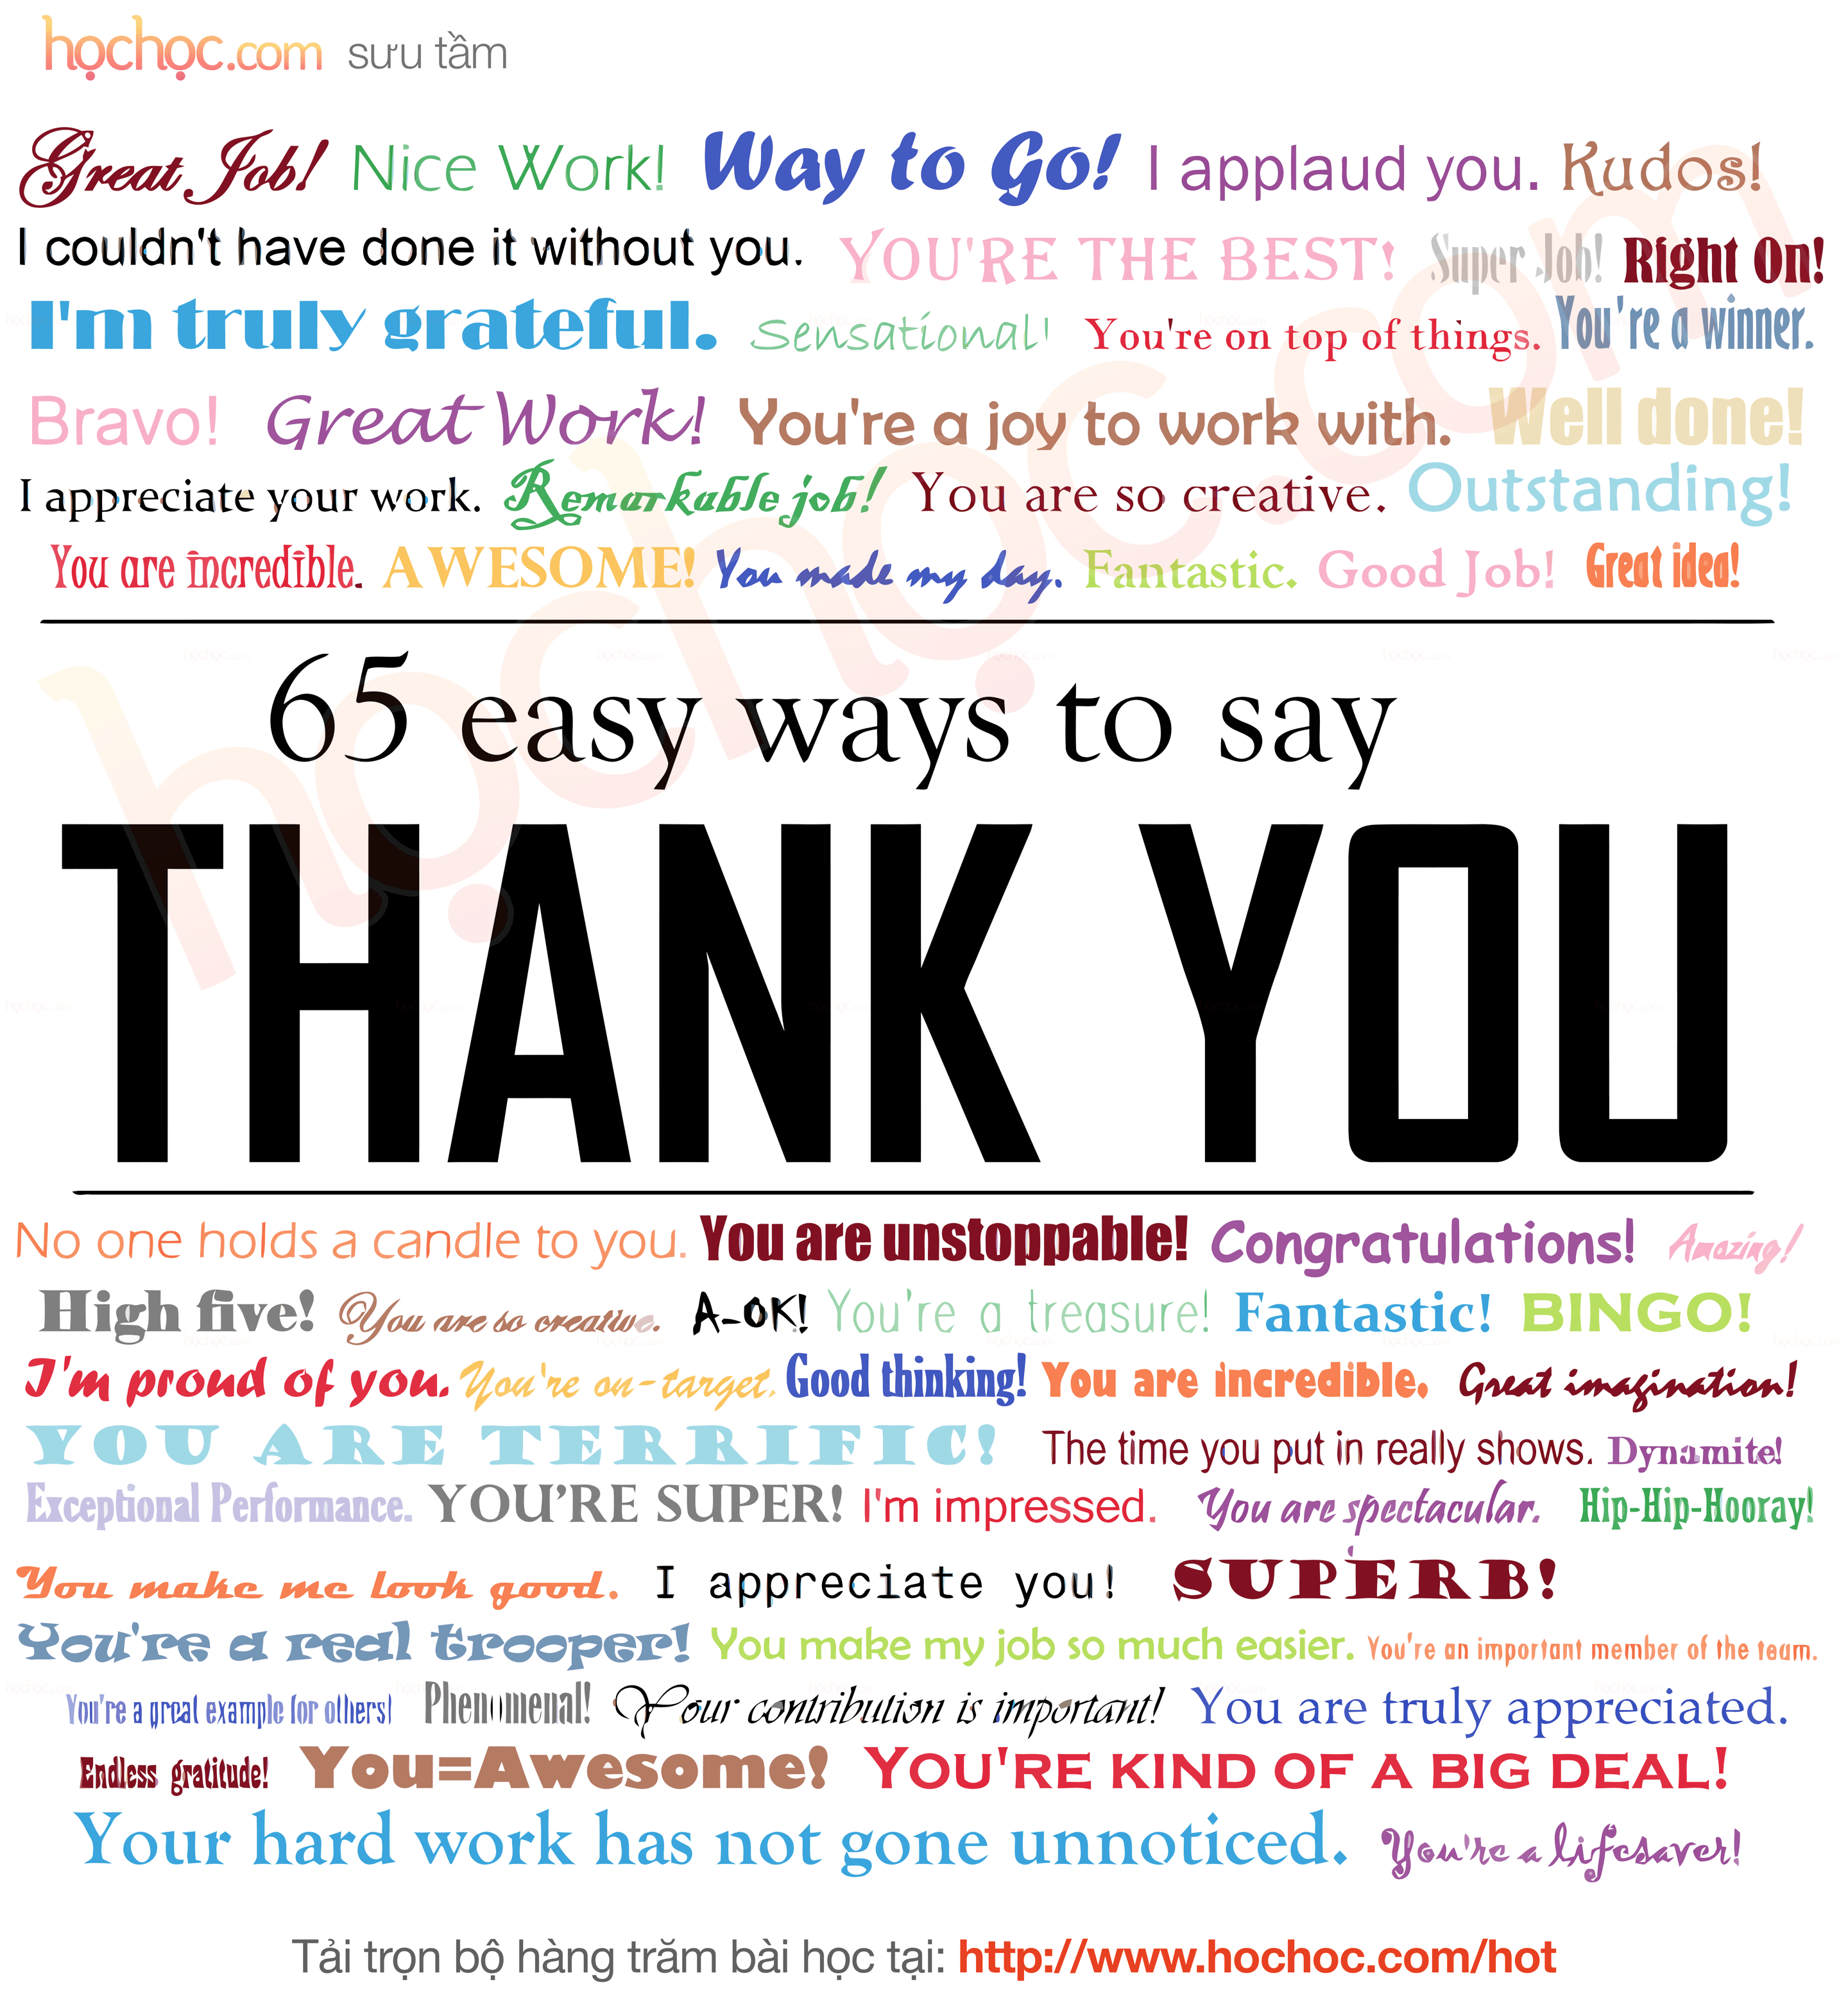 họchọc.com sưu tầm
Great Job! Nice Work! Way to Go! I applaud you. Kudos!
I couldn't have done it without you. YOU'RE THE BEST! Super Job! Right On!
I'm truly grateful. Sensational! You're on top of things. You're a winner.
Bravo! Great Work! You're a joy to work with. Well done!
I appreciate your work. Remarkable job! You are so creative. Outstanding!
You are incredible. AWESOME! You made my day. Fantastic. Good Job! Great idea!
65 easy ways to say
THANK YOU
No one holds a candle to you. You are unstoppable! Congratulations! Amazing!
High five! You are so creative. A-OK! You're a treasure! Fantastic! BINGO!
I'm proud of you. You're on-target. Good thinking! You are incredible. Great imagination!
YOU ARE TERRIFIC! The time you put in really shows. Dynamite!
Exceptional Performance. YOU'RE SUPER! I'm impressed. You are spectacular. Hip-Hip-Hooray!
You make me look good. I appreciate you! SUPERB!
You're a real trooper! You make my job so much easier. You're an important member of the team.
You're a great example for others! Phenomenal! Your contribution is important! You are truly appreciated.
Endless gratitude! You=Awesome! YOU'RE KIND OF A BIG DEAL!
Your hard work has not gone unnoticed. You're a lifesaver!
Tải trọn bộ hàng trăm bài học tại: http://www.hochoc.com/hot